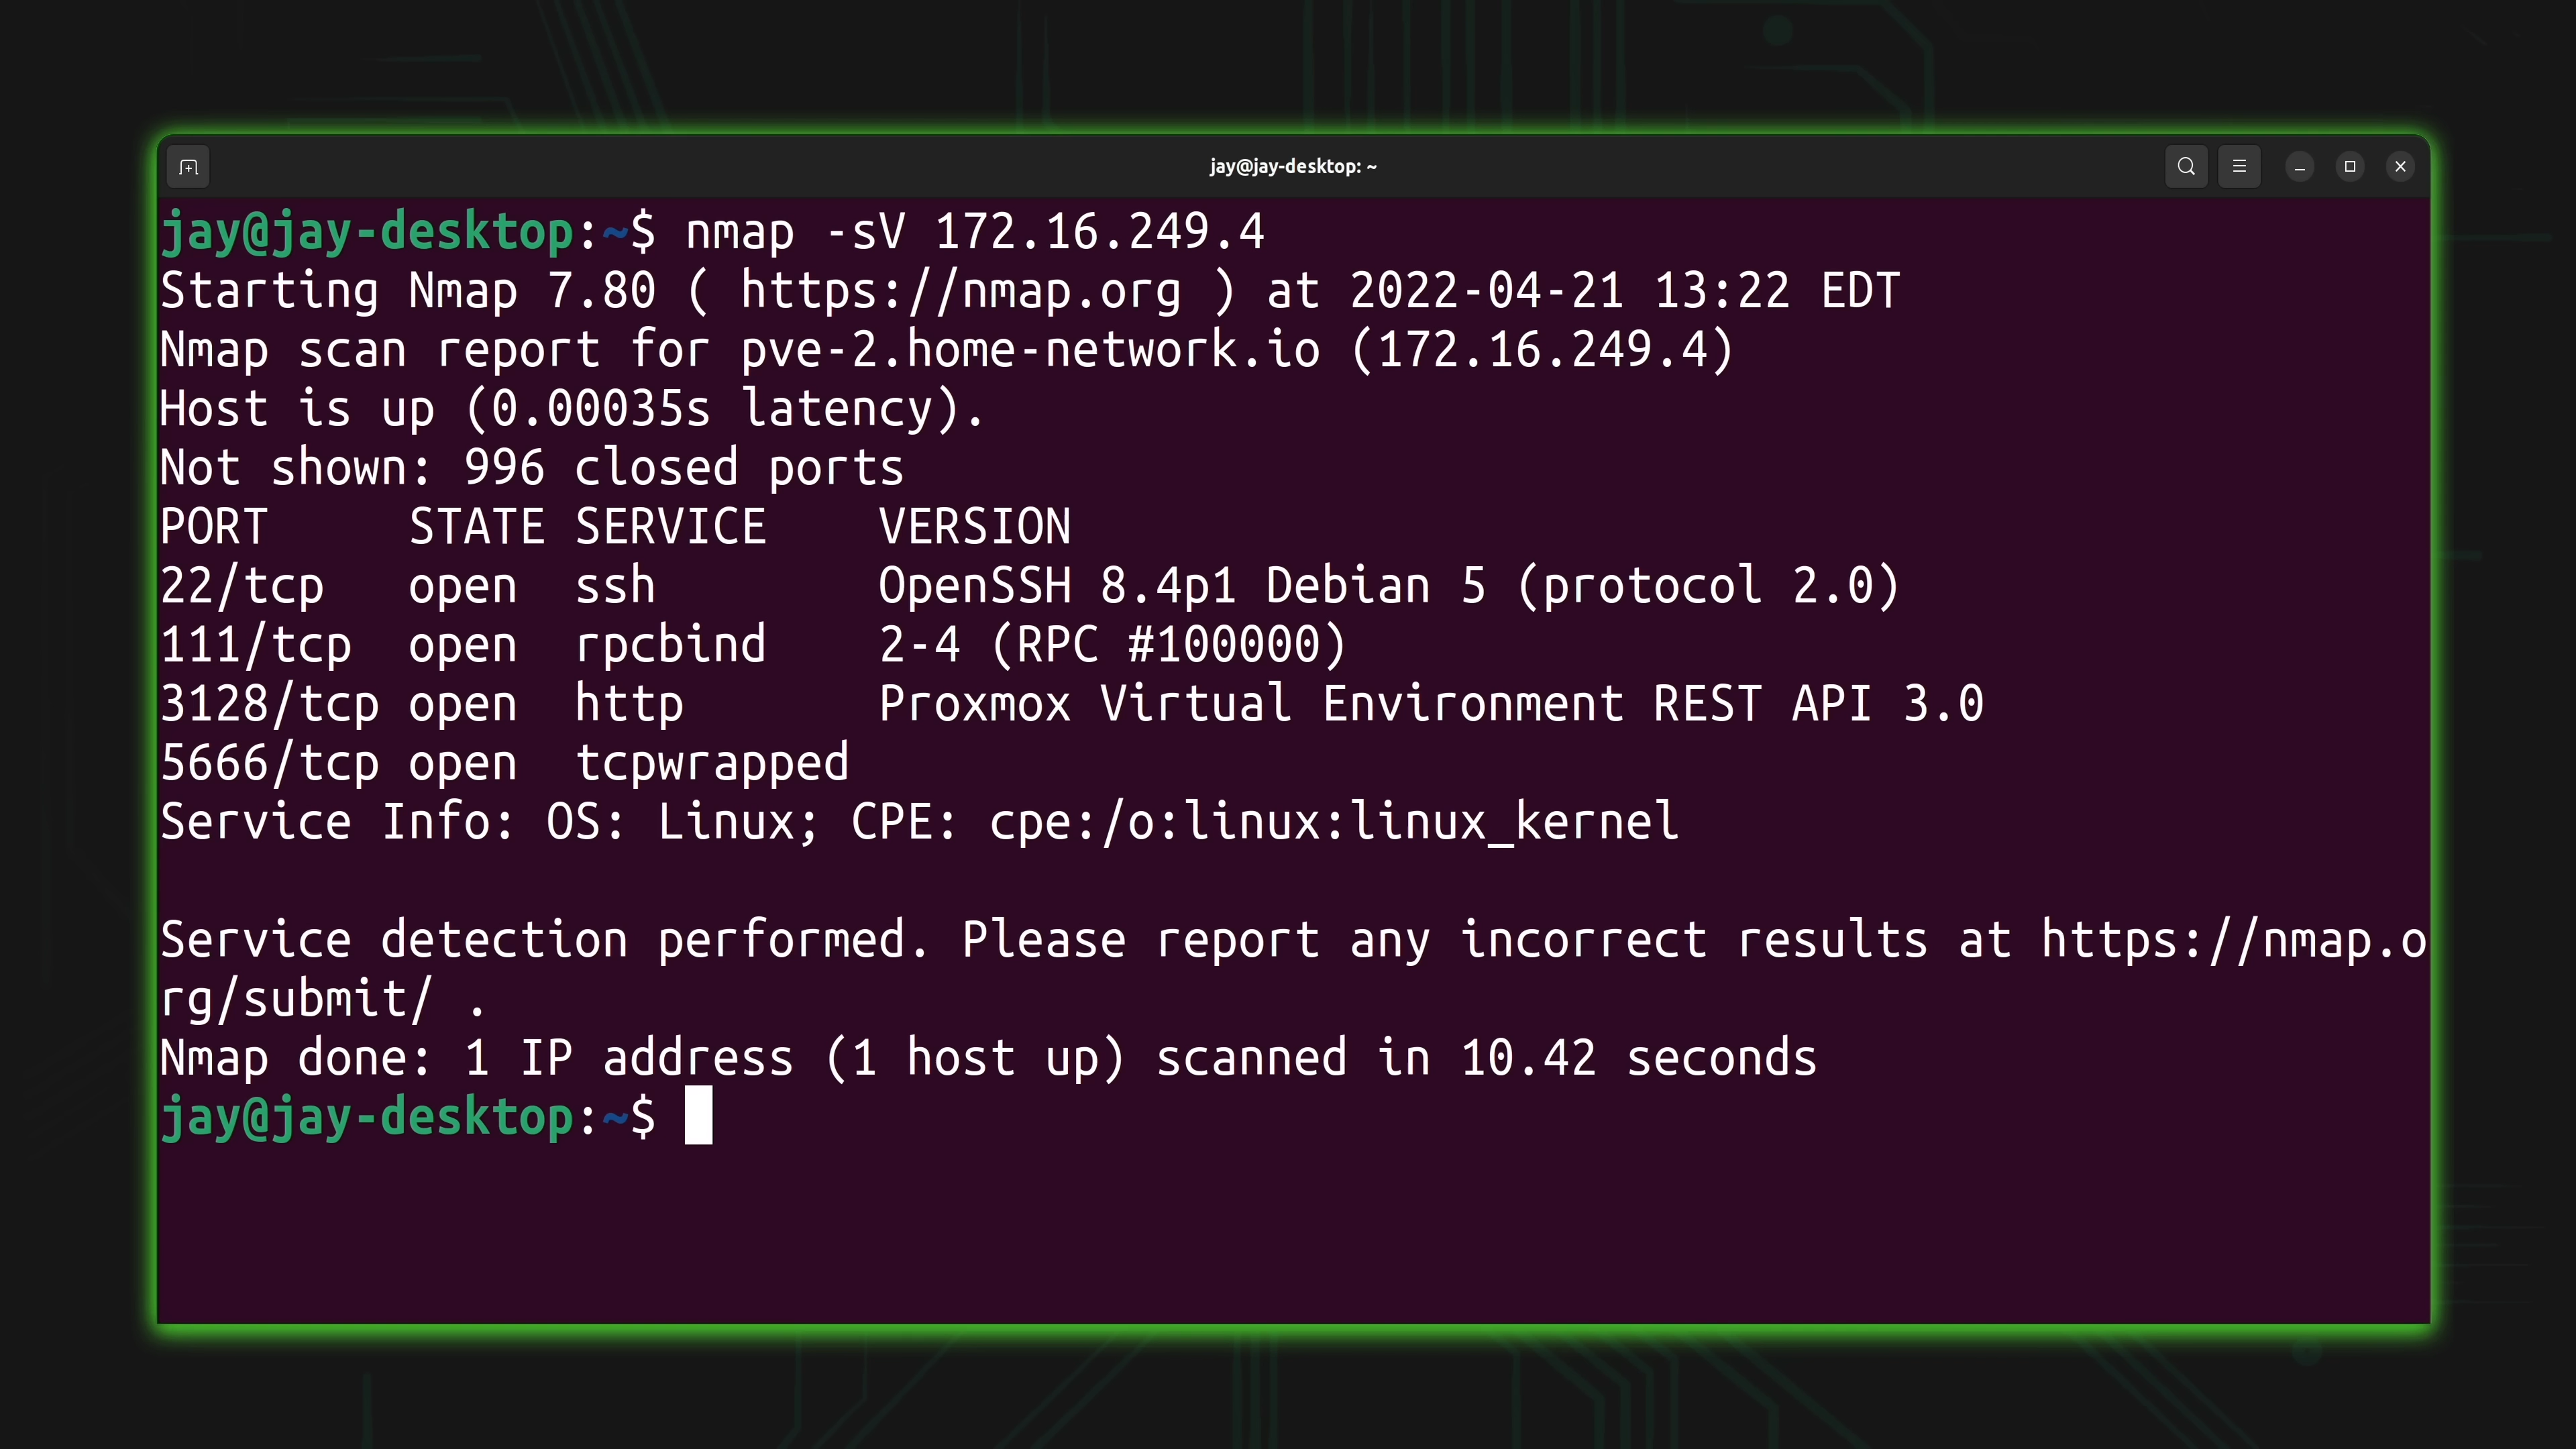 jay@jay-desktop: ~
jay@jay-desktop:~$ nmap -sV 172.16.249.4
Starting Nmap 7.80 ( https://nmap.org ) at 2022-04-21 13:22 EDT
Nmap scan report for pve-2.home-network.io (172.16.249.4)
Host is up (0.00035s latency).
Not shown: 996 closed ports
PORT     STATE SERVICE    VERSION
22/tcp   open  ssh        OpenSSH 8.4p1 Debian 5 (protocol 2.0)
111/tcp  open  rpcbind    2-4 (RPC #100000)
3128/tcp open  http       Proxmox Virtual Environment REST API 3.0
5666/tcp open  tcpwrapped
Service Info: OS: Linux; CPE: cpe:/o:linux:linux_kernel
Service detection performed. Please report any incorrect results at https://nmap.o
rg/submit/ .
Nmap done: 1 IP address (1 host up) scanned in 10.42 seconds
jay@jay-desktop:~$